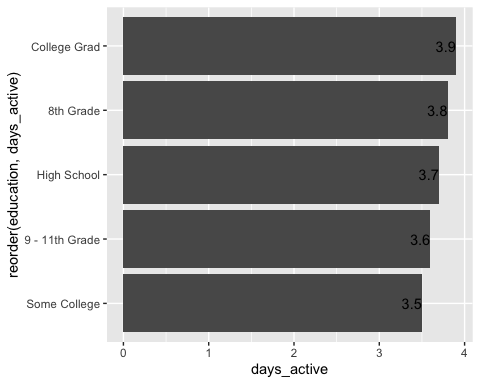 College Grad 3.9
8th Grade 3.8
High School 3.7
9 - 11th Grade 3.6
Some College 3.5
0 1 2 3 4
days_active
reorder(education, days_active)